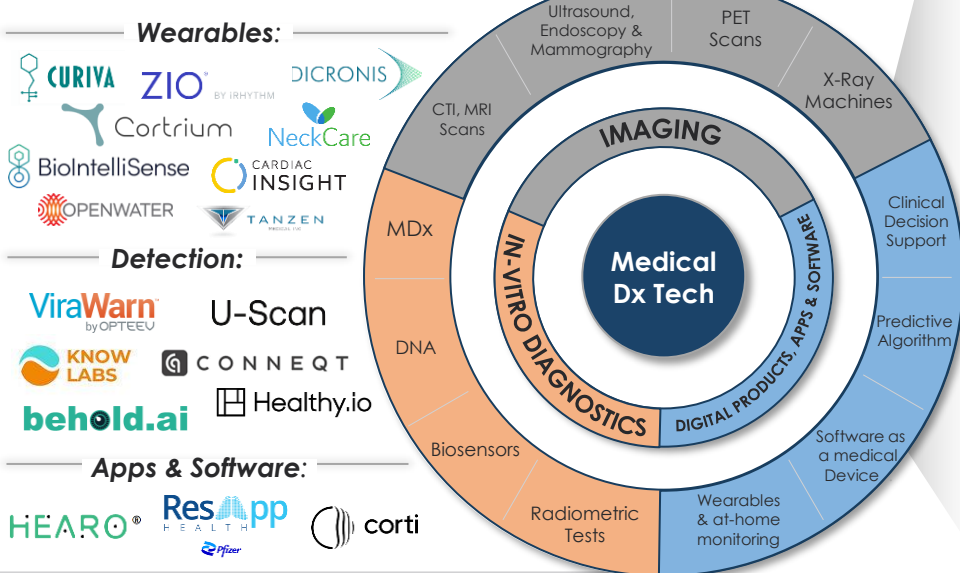 Wearables:
CURIVA
ZIO®
BY iRHYTHM
DICRONIS
Cortrium
NeckCare
BioIntelliSense
CARDIAC
INSIGHT
OPENWATER
TANZEN
MEDICAL INC
Detection:
ViraWarn™
by OPTEEV
U-Scan
KNOW
LABS
CONNEQT
behold.ai
Healthy.io
Apps & Software:
HEARO®
ResApp
HEALTH
Pfizer
corti
Ultrasound,
Endoscopy &
Mammography
PET
Scans
X-Ray
Machines
CTI, MRI
Scans
IMAGING
MDx
DNA
Biosensors
Radiometric
Tests
IN-VITRO DIAGNOSTICS
Medical
Dx Tech
DIGITAL PRODUCTS, APPS & SOFTWARE
Clinical
Decision
Support
Predictive
Algorithm
Software as
a medical
Device
Wearables
& at-home
monitoring